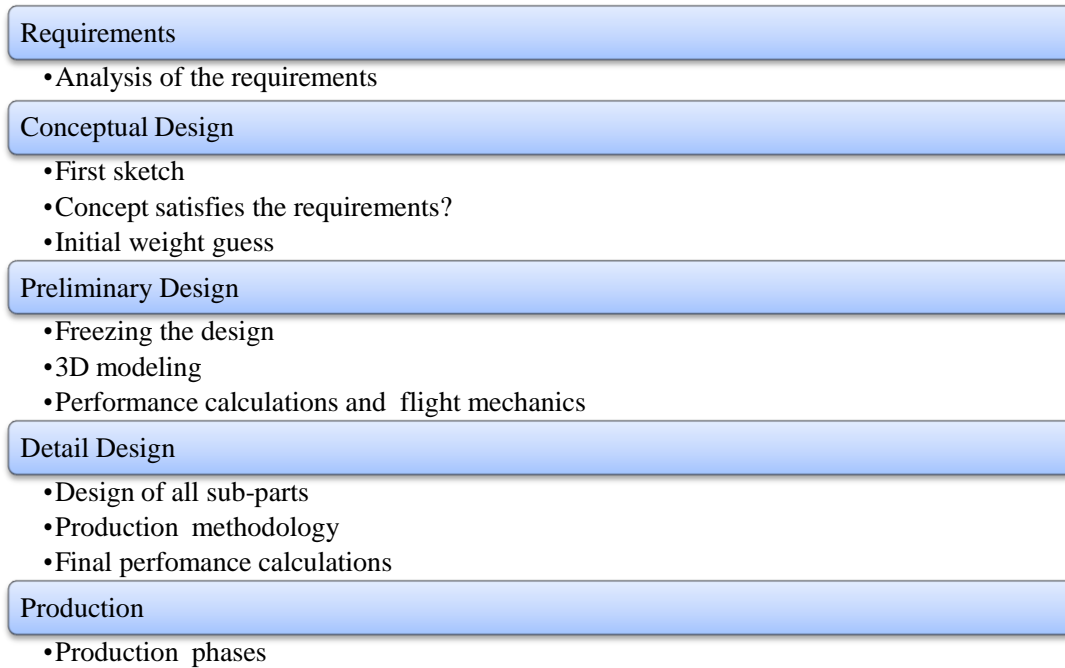 Requirements
•Analysis of the requirements
Conceptual Design
•First sketch
•Concept satisfies the requirements?
•Initial weight guess
Preliminary Design
•Freezing the design
•3D modeling
•Performance calculations and flight mechanics
Detail Design
•Design of all sub-parts
•Production methodology
•Final perfomance calculations
Production
•Production phases